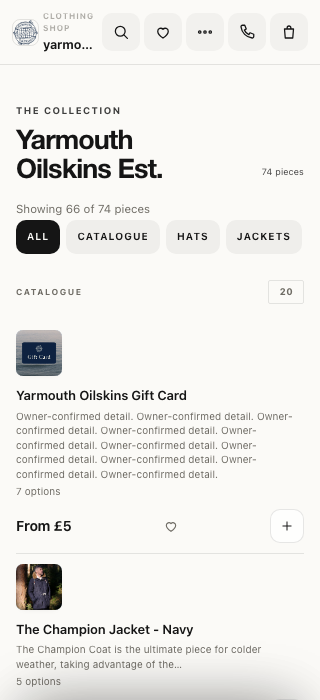 CLOTHING
SHOP
yarmo...
THE COLLECTION
Yarmouth
Oilskins Est.
74 pieces
Showing 66 of 74 pieces
ALL
CATALOGUE
HATS
JACKETS
CATALOGUE
20
Gift Card
Yarmouth Oilskins Gift Card
Owner-confirmed detail. Owner-confirmed detail. Owner-
confirmed detail. Owner-confirmed detail. Owner-
confirmed detail. Owner-confirmed detail. Owner-
confirmed detail. Owner-confirmed detail. Owner-
confirmed detail. Owner-confirmed detail.
7 options
From £5
The Champion Jacket - Navy
The Champion Coat is the ultimate piece for colder
weather, taking advantage of the...
5 options